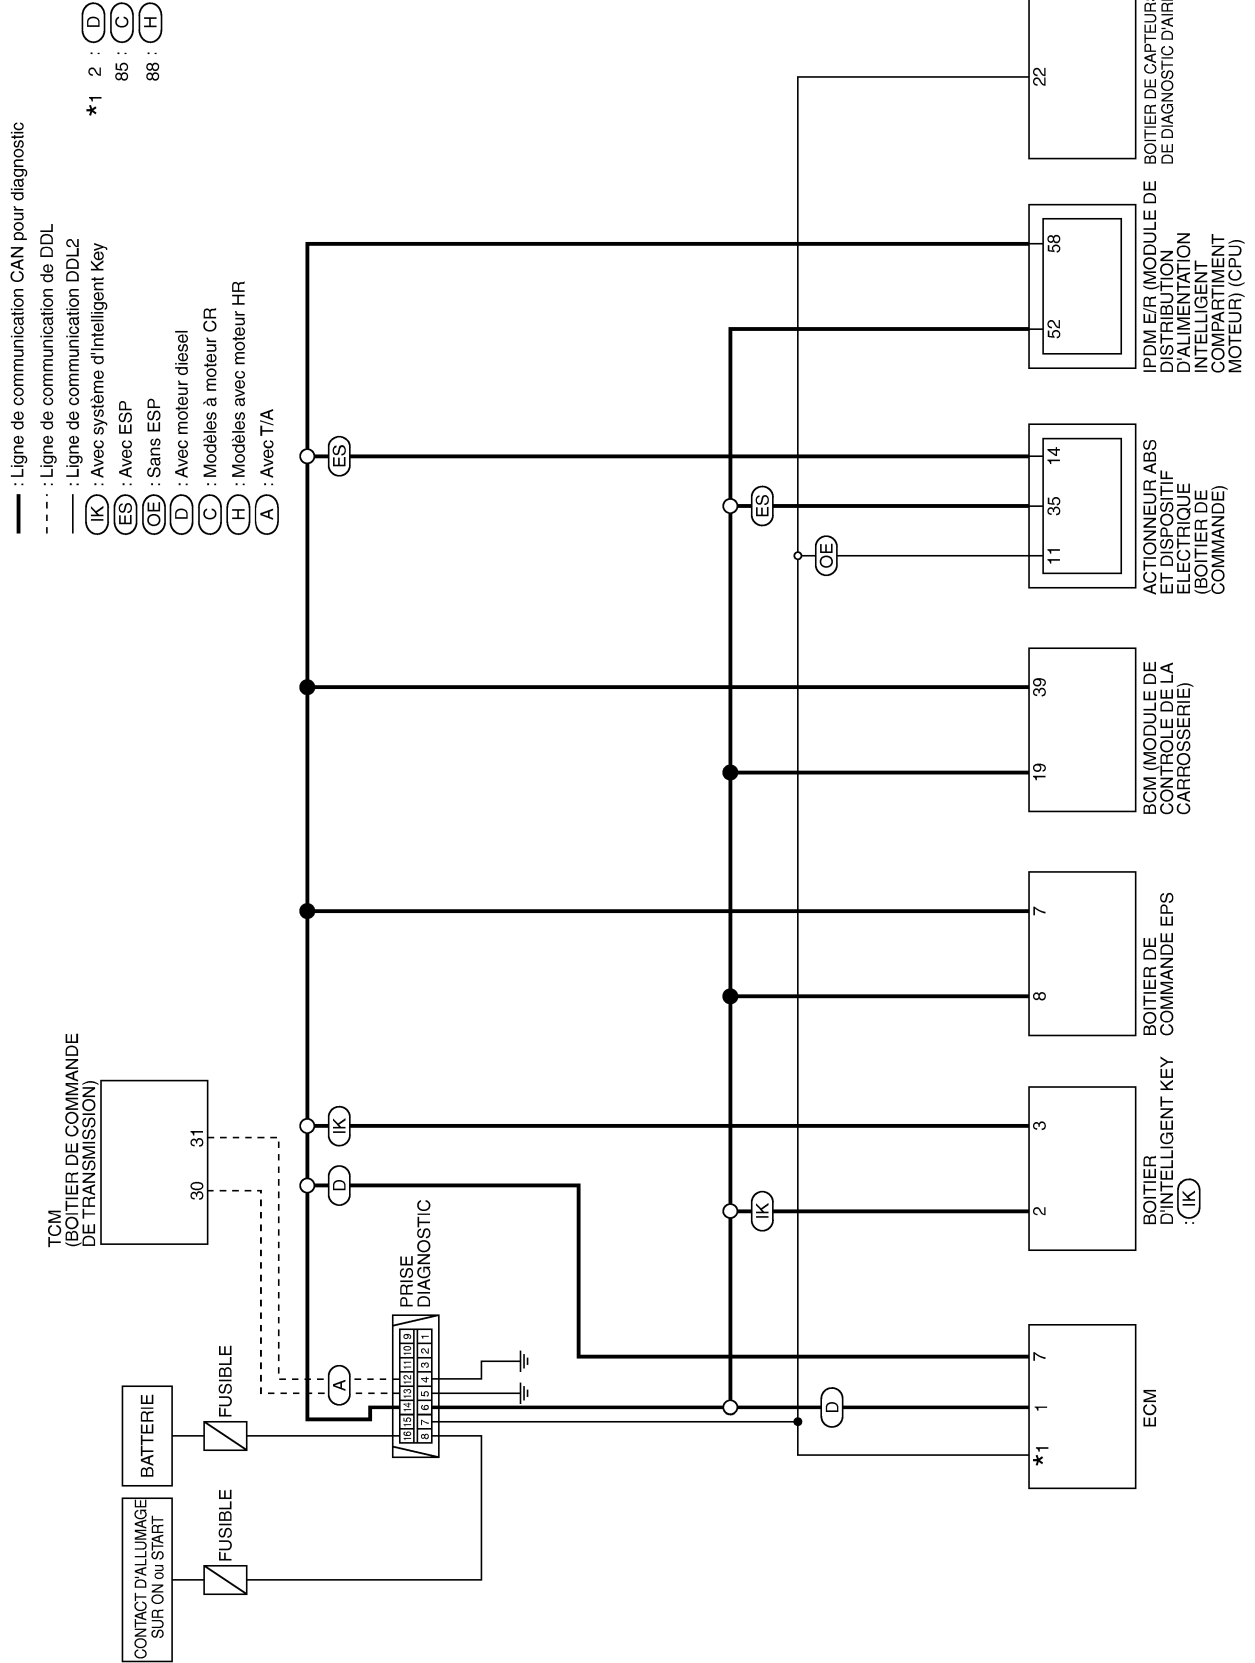 : Ligne de communication CAN pour diagnostic
: Ligne de communication de DDL
: Ligne de communication DDL2
IK : Avec système d'Intelligent Key
ES : Avec ESP
OE : Sans ESP
D : Avec moteur diesel
C : Modèles à moteur CR
H : Modèles avec moteur HR
A : Avec T/A
*1 2 : D
85 : C
88 : H
TCM
(BOITIER DE COMMANDE
DE TRANSMISSION)
30
31
CONTACT D'ALLUMAGE
SUR ON ou START
BATTERIE
FUSIBLE
FUSIBLE
A
D
IK
ES
PRISE
DIAGNOSTIC
16 15 14 13 12 11 10 9
8 7 6 5 4 3 2 1
IK
ES
D
OE
*1
1
7
ECM
2
3
BOITIER
D'INTELLIGENT KEY
: IK
8
7
BOITIER DE
COMMANDE EPS
19
39
BCM (MODULE DE
CONTROLE DE LA
CARROSSERIE)
11
35
14
ACTIONNEUR ABS
ET DISPOSITIF
ELECTRIQUE
(BOITIER DE
COMMANDE)
52
58
IPDM E/R (MODULE DE
DISTRIBUTION
D'ALIMENTATION
INTELLIGENT
COMPARTIMENT
MOTEUR) (CPU)
22
BOITIER DE CAPTEURS
DE DIAGNOSTIC